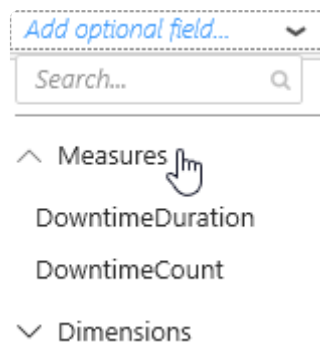 Add optional field...
Search...
Measures
DowntimeDuration
DowntimeCount
Dimensions